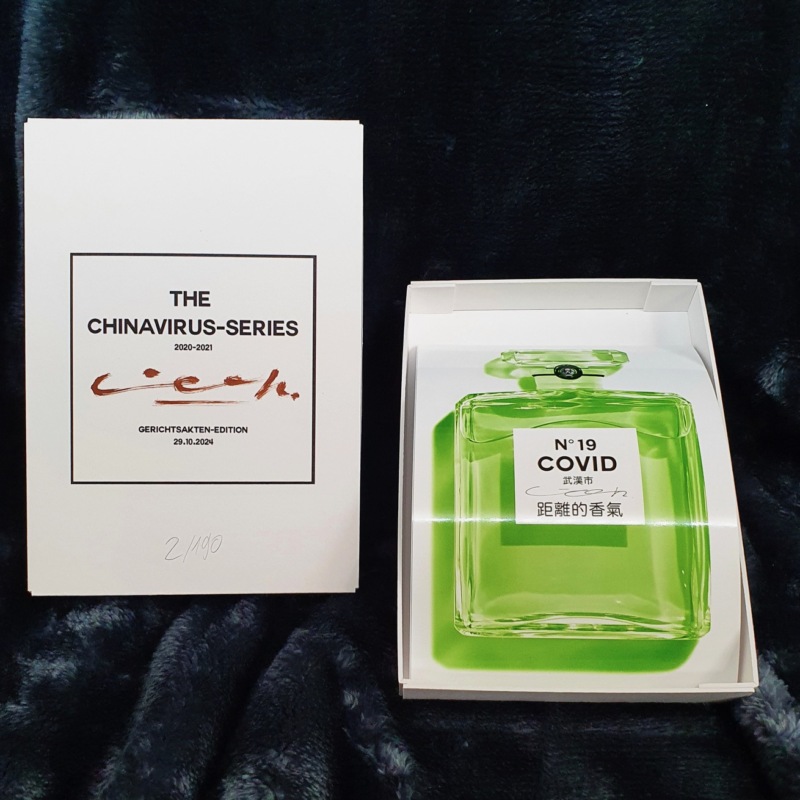 THE
CHINAVIRUS-SERIES
2020-2021
GERICHTSAKTEN-EDITION
29.10.2024
2/190
N° 19
COVID
武漢市
距離的香氣